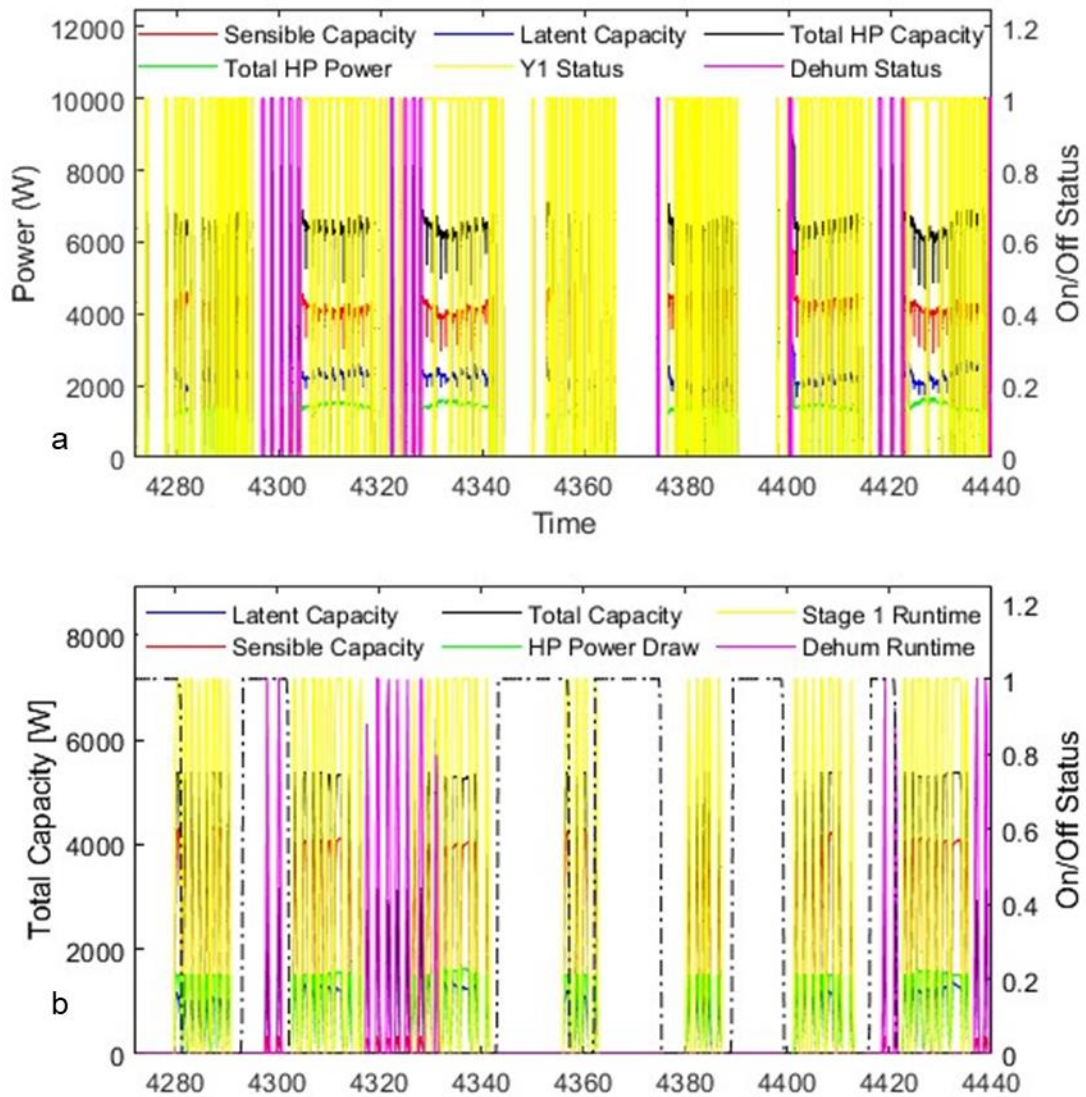 12000
Sensible Capacity Latent Capacity Total HP Capacity
1.2
Total HP Power Y1 Status Dehum Status
10000
1
8000
0.8
6000
0.6
4000
0.4
2000
0.2
0
0
Power (W)
On/Off Status
a
4280 4300 4320 4340 4360 4380 4400 4420 4440
Time
Latent Capacity Total Capacity Stage 1 Runtime
1.2
Sensible Capacity HP Power Draw Dehum Runtime
8000
1
6000
0.8
4000
0.6
0.4
2000
0.2
0
0
Total Capacity [W]
On/Off Status
b
4280 4300 4320 4340 4360 4380 4400 4420 4440